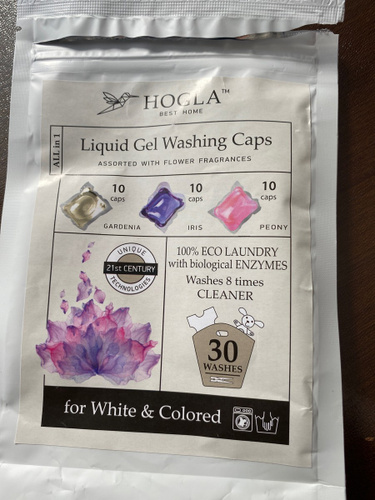 HOGLA™
BEST HOME
ALL in 1
Liquid Gel Washing Caps
ASSORTED WITH FLOWER FRAGRANCES
10 caps
GARDENIA
10 caps
IRIS
10 caps
PEONY
UNIQUE
21st CENTURY
TECHNOLOGIES
100% ECO LAUNDRY
with biological ENZYMES
Washes 8 times
CLEANER
30
WASHES
for White & Colored